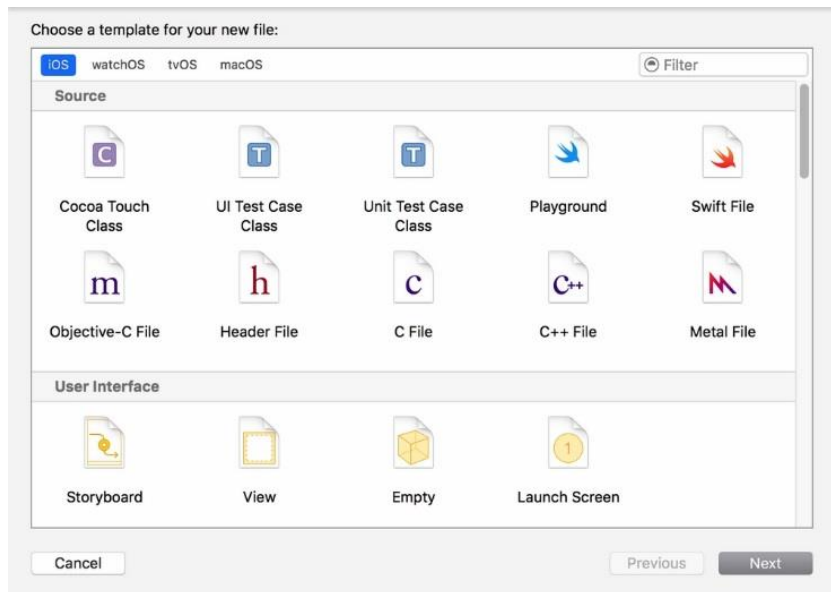 Choose a template for your new file:
iOS watchOS tvOS macOS Filter
Source
C T T
Cocoa Touch Class UI Test Case Class Unit Test Case Class Playground Swift File
m h c C++
Objective-C File Header File C File C++ File Metal File
User Interface
1
Storyboard View Empty Launch Screen
Cancel Previous Next